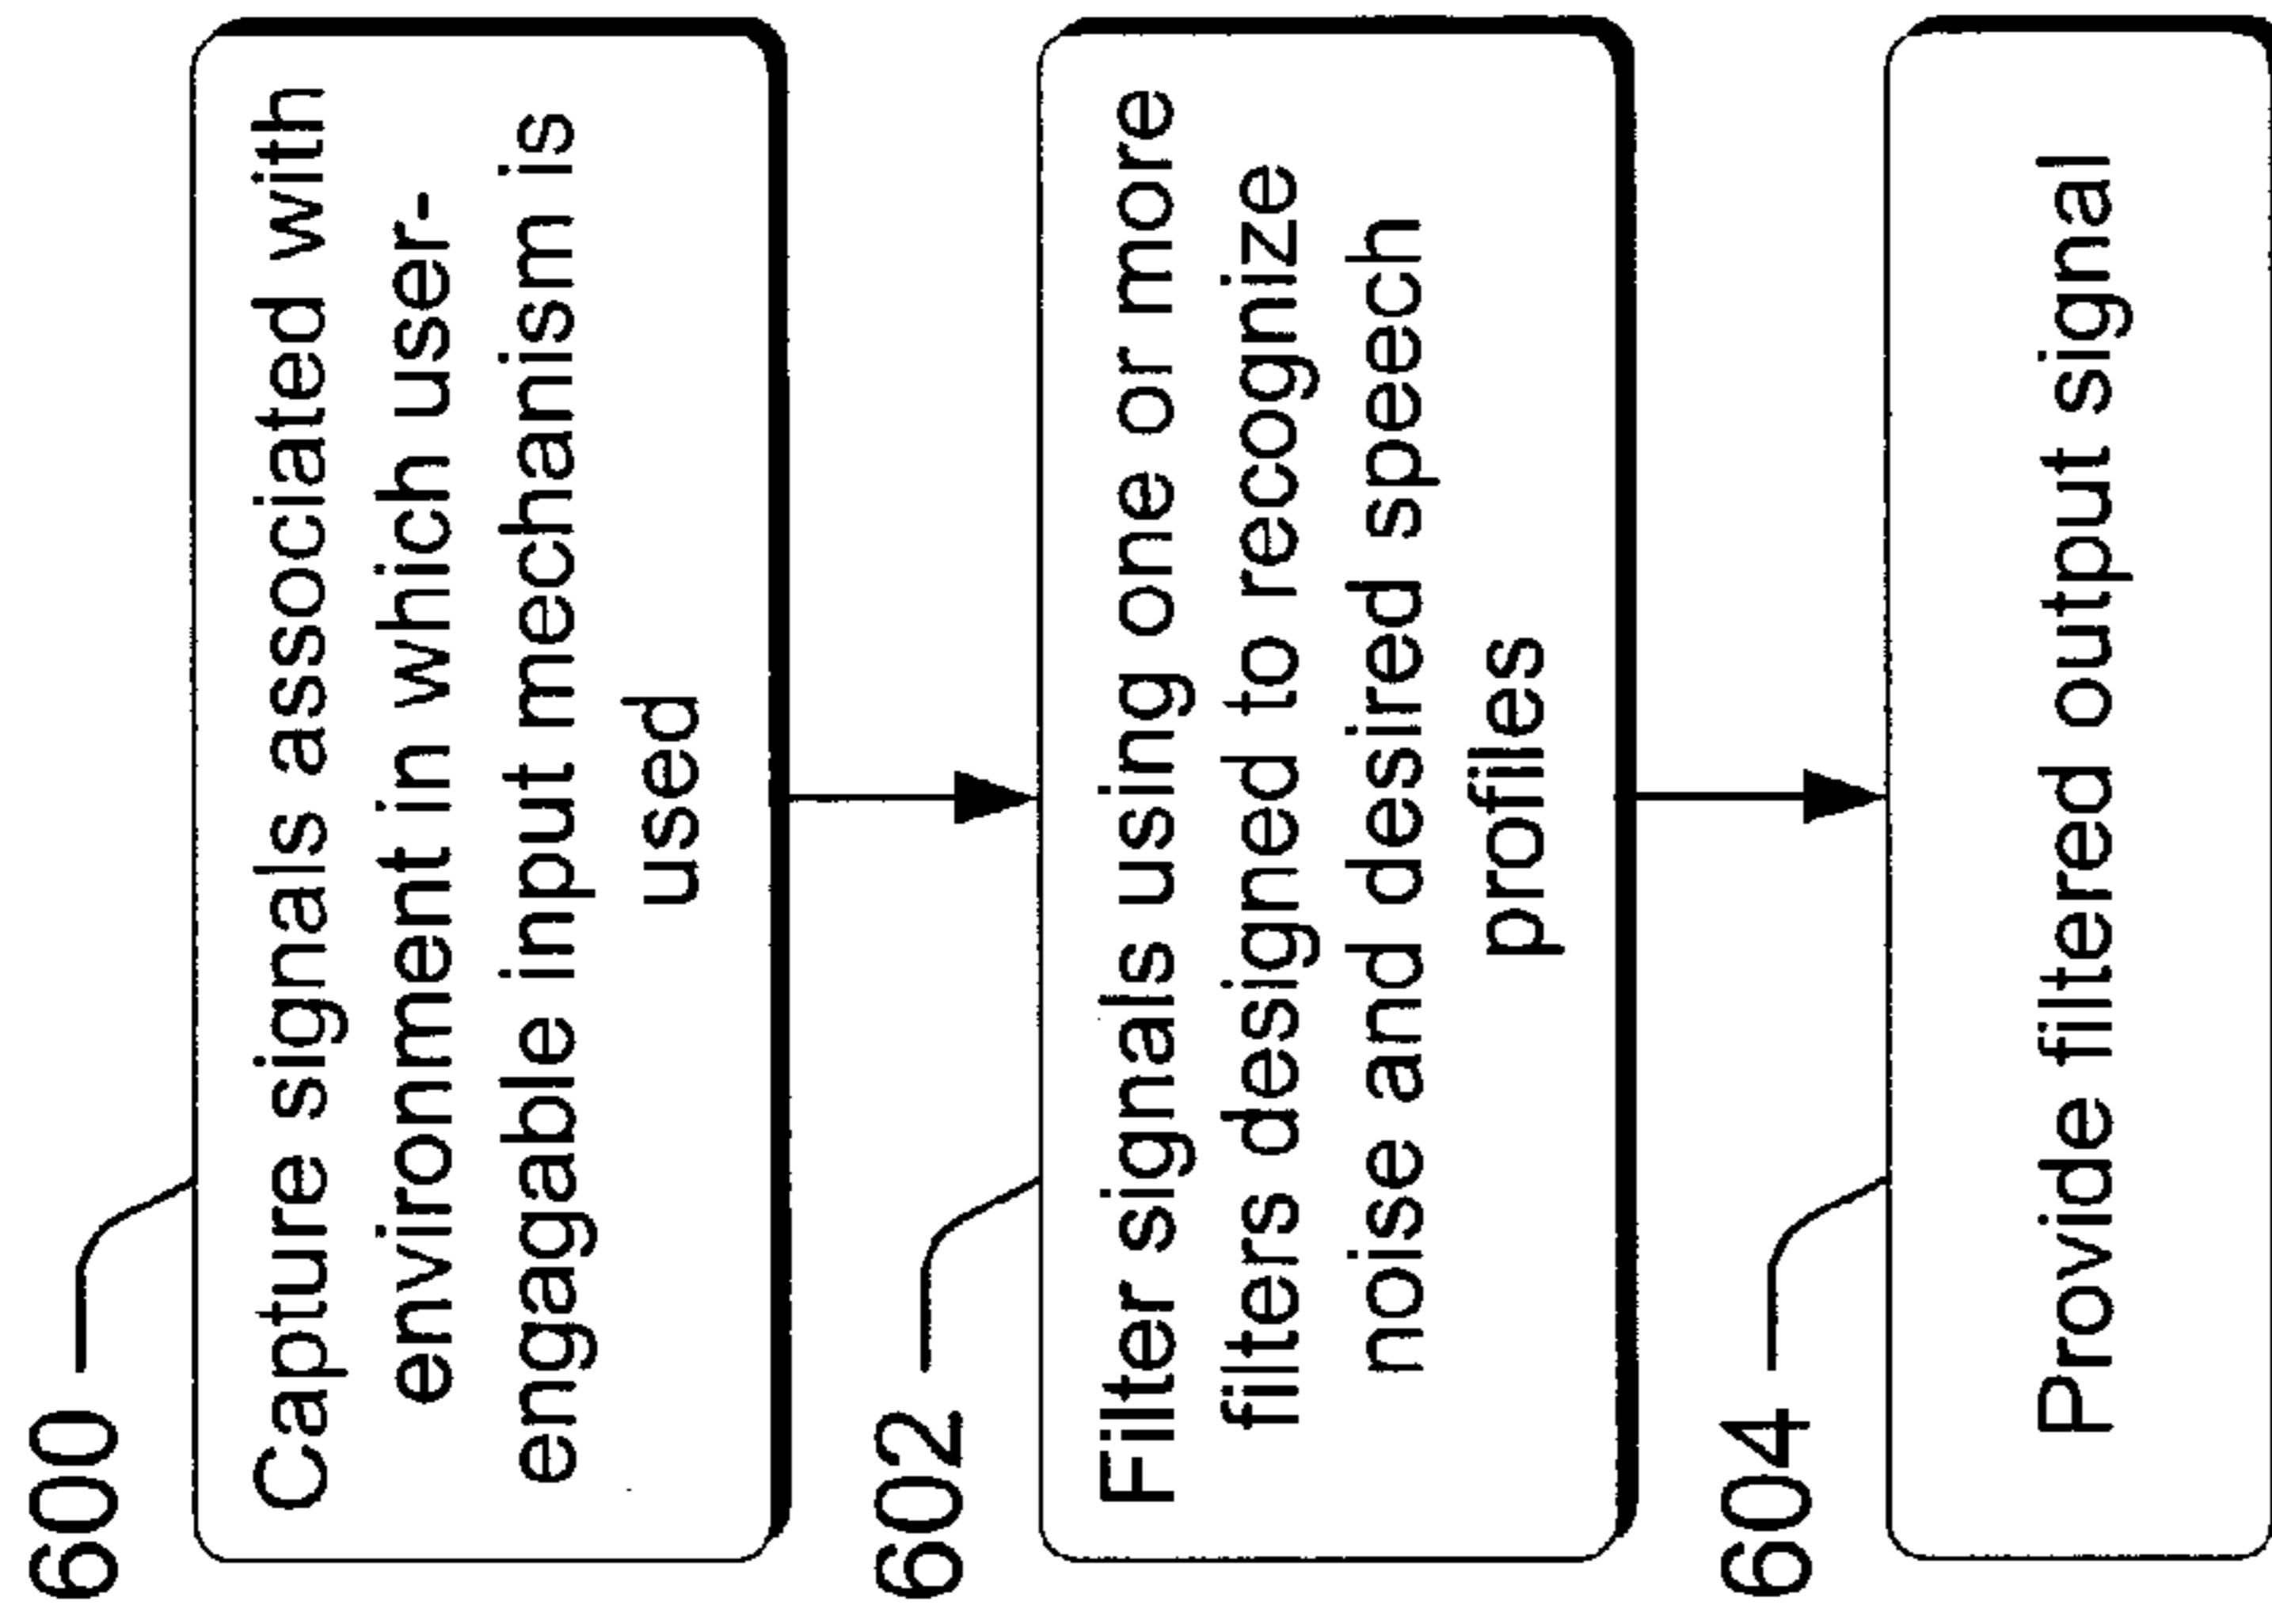 600
Capture signals associated with
environment in which user-
engagable input mechanism is
used
602
Filter signals using one or more
filters designed to recognize
noise and desired speech
profiles
604
Provide filtered output signal